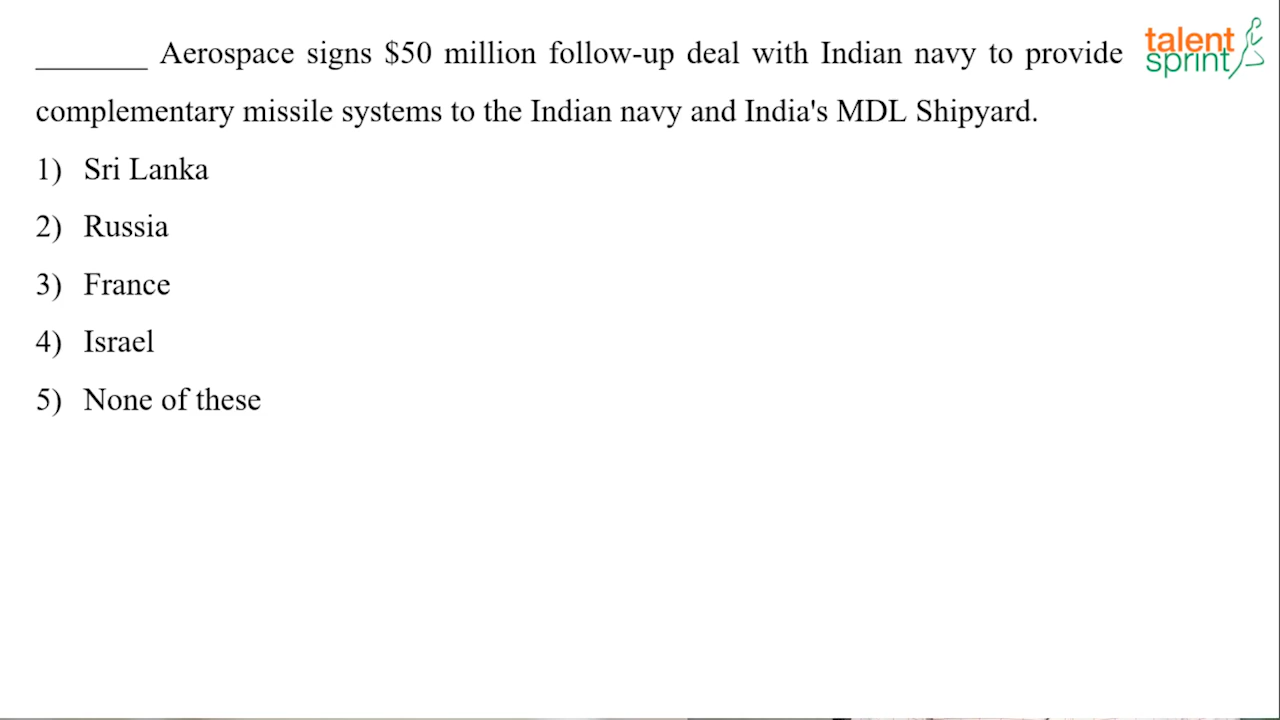 _______ Aerospace signs $50 million follow-up deal with Indian navy to provide
complementary missile systems to the Indian navy and India's MDL Shipyard.
1) Sri Lanka
2) Russia
3) France
4) Israel
5) None of these
talent
sprint